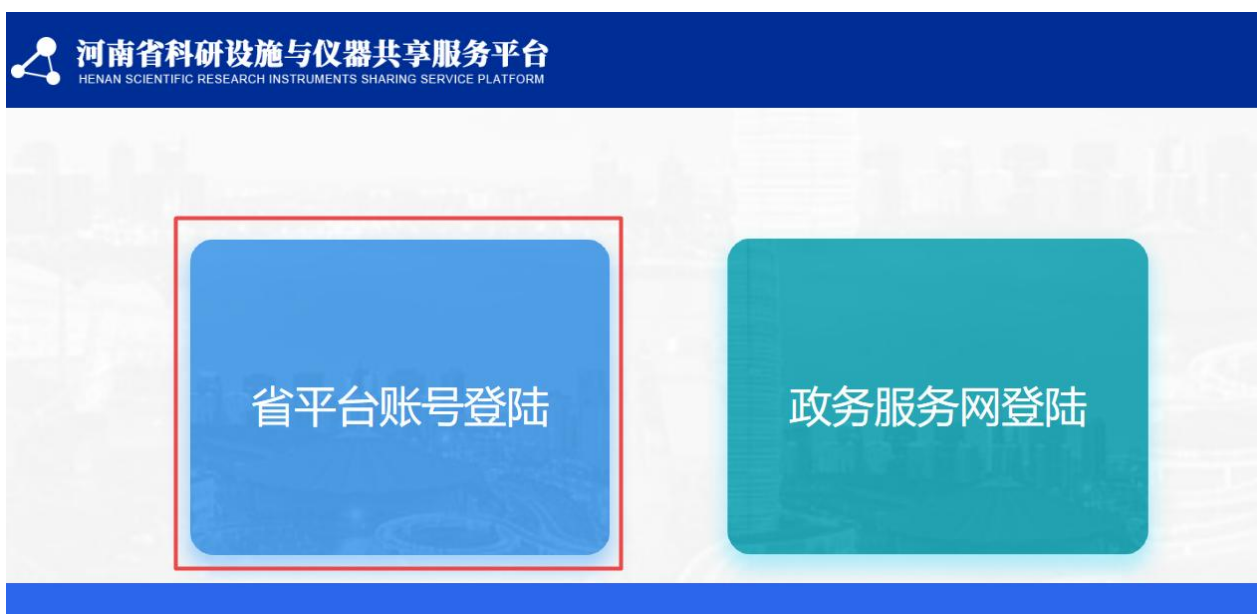 河南省科研设施与仪器共享服务平台
HENAN SCIENTIFIC RESEARCH INSTRUMENTS SHARING SERVICE PLATFORM
省平台账号登陆
政务服务网登陆